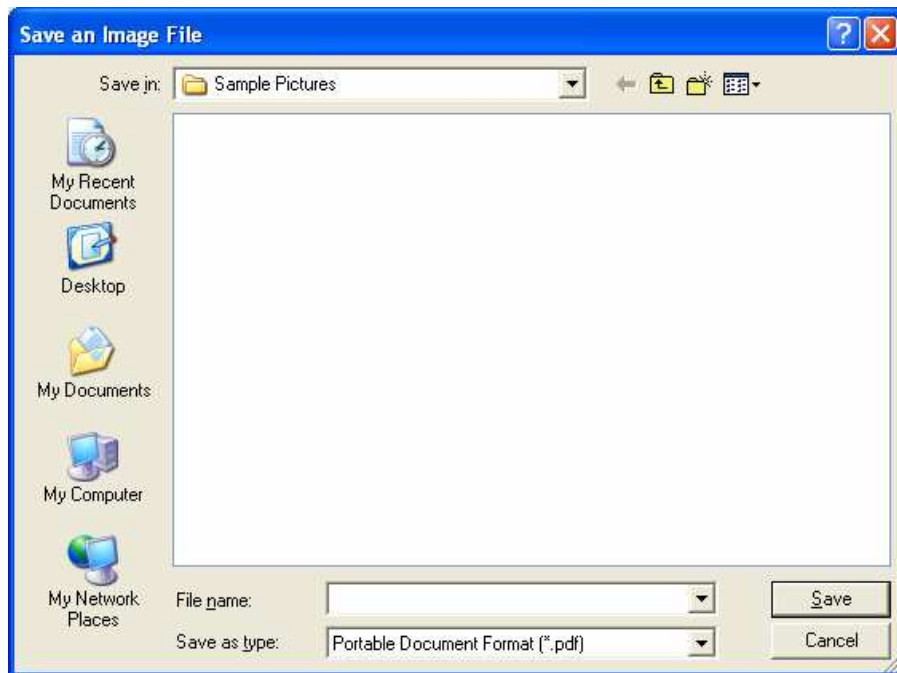 Save an Image File
Save in:
Sample Pictures
My Recent
Documents
Desktop
My Documents
My Computer
My Network
Places
File name:
Save
Save as type:
Portable Document Format (*.pdf)
Cancel